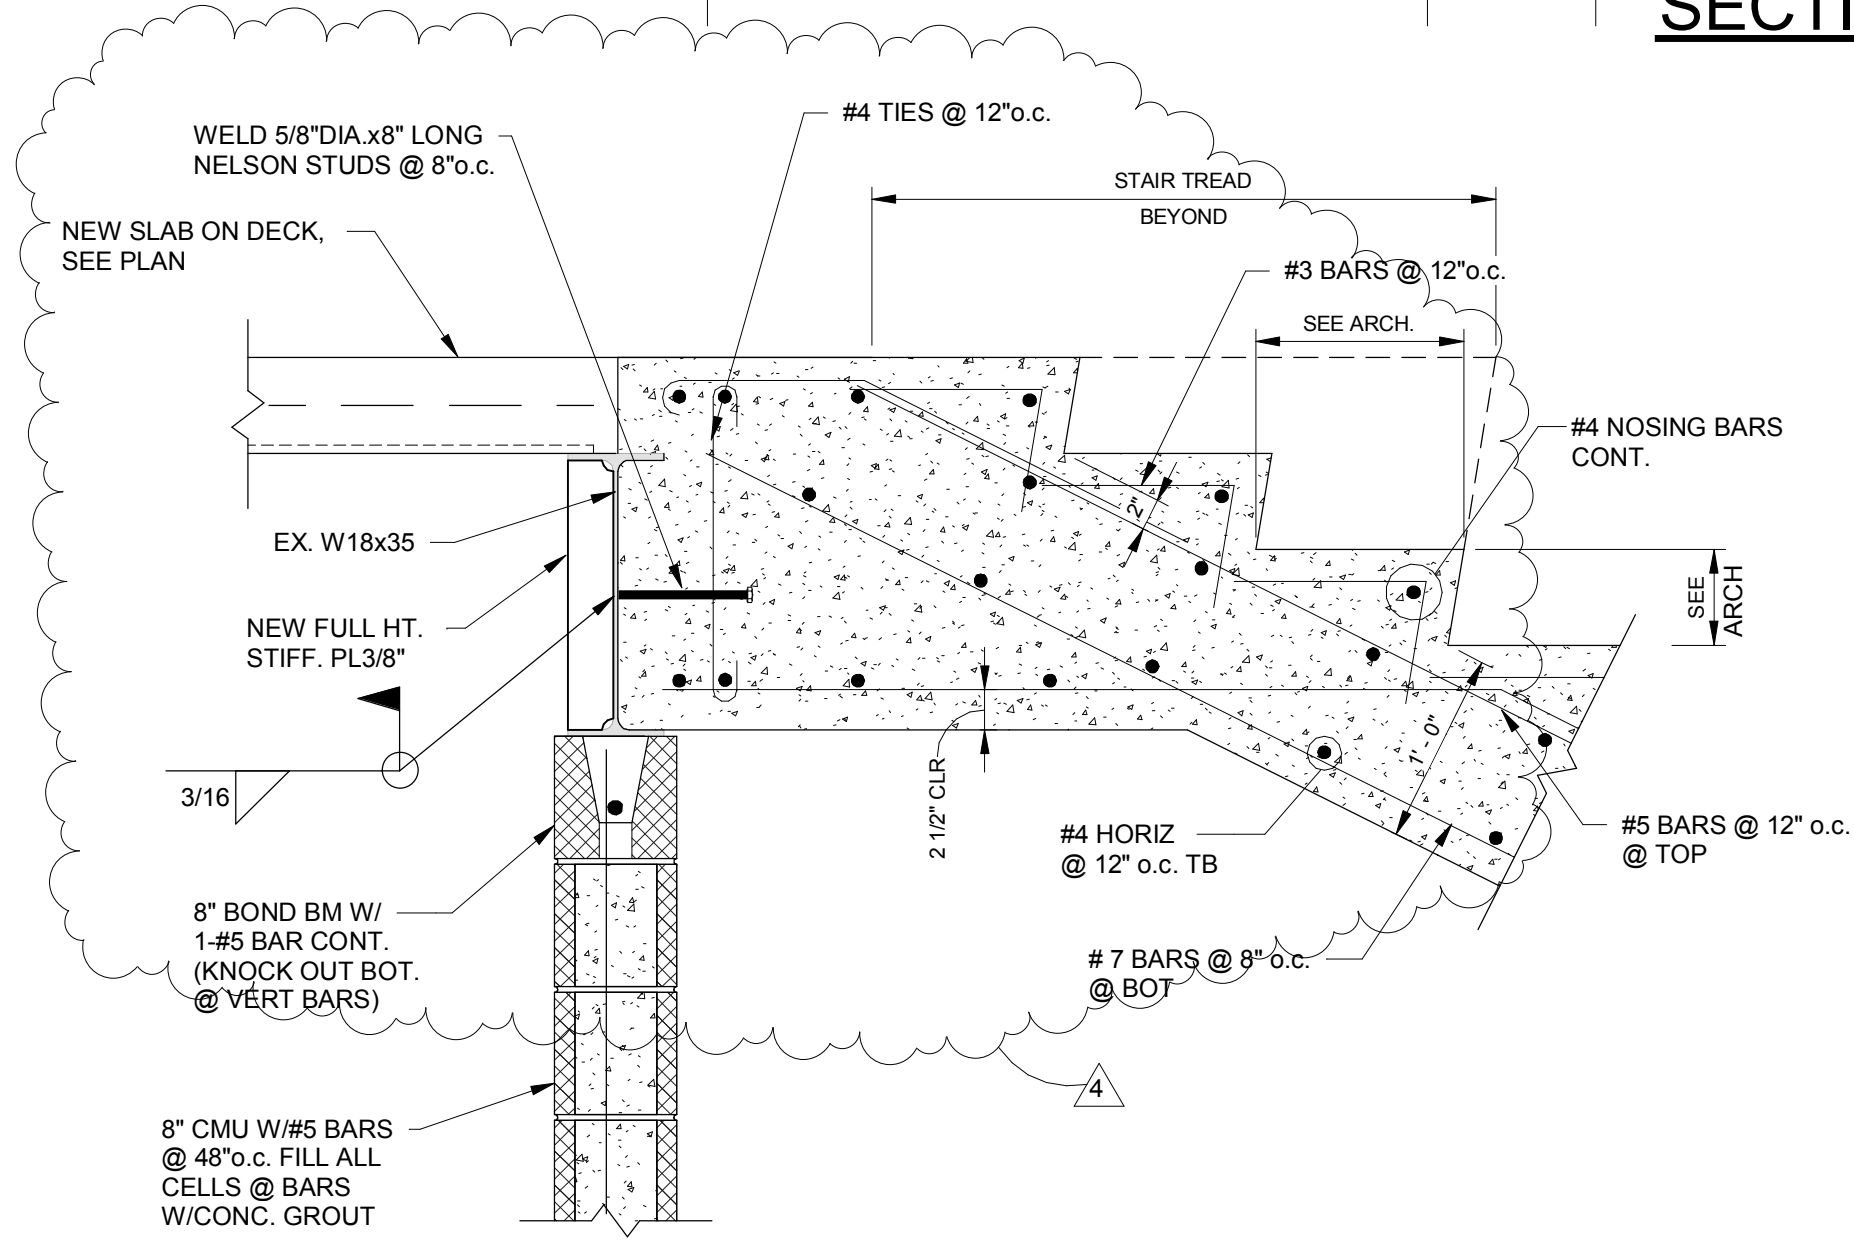 SECTI
WELD 5/8"DIA.x8" LONG
NELSON STUDS @ 8"o.c.
#4 TIES @ 12"o.c.
STAIR TREAD
BEYOND
NEW SLAB ON DECK,
SEE PLAN
#3 BARS @ 12"o.c.
SEE ARCH.
#4 NOSING BARS
CONT.
2"
EX. W18x35
SEE
ARCH
NEW FULL HT.
STIFF. PL3/8"
1' - 0"
3/16
2 1/2" CLR
#4 HORIZ
@ 12" o.c. TB
#5 BARS @ 12" o.c.
@ TOP
8" BOND BM W/
1-#5 BAR CONT.
(KNOCK OUT BOT.
@ VERT BARS)
# 7 BARS @ 8" o.c.
@ BOT
4
8" CMU W/#5 BARS
@ 48"o.c. FILL ALL
CELLS @ BARS
W/CONC. GROUT